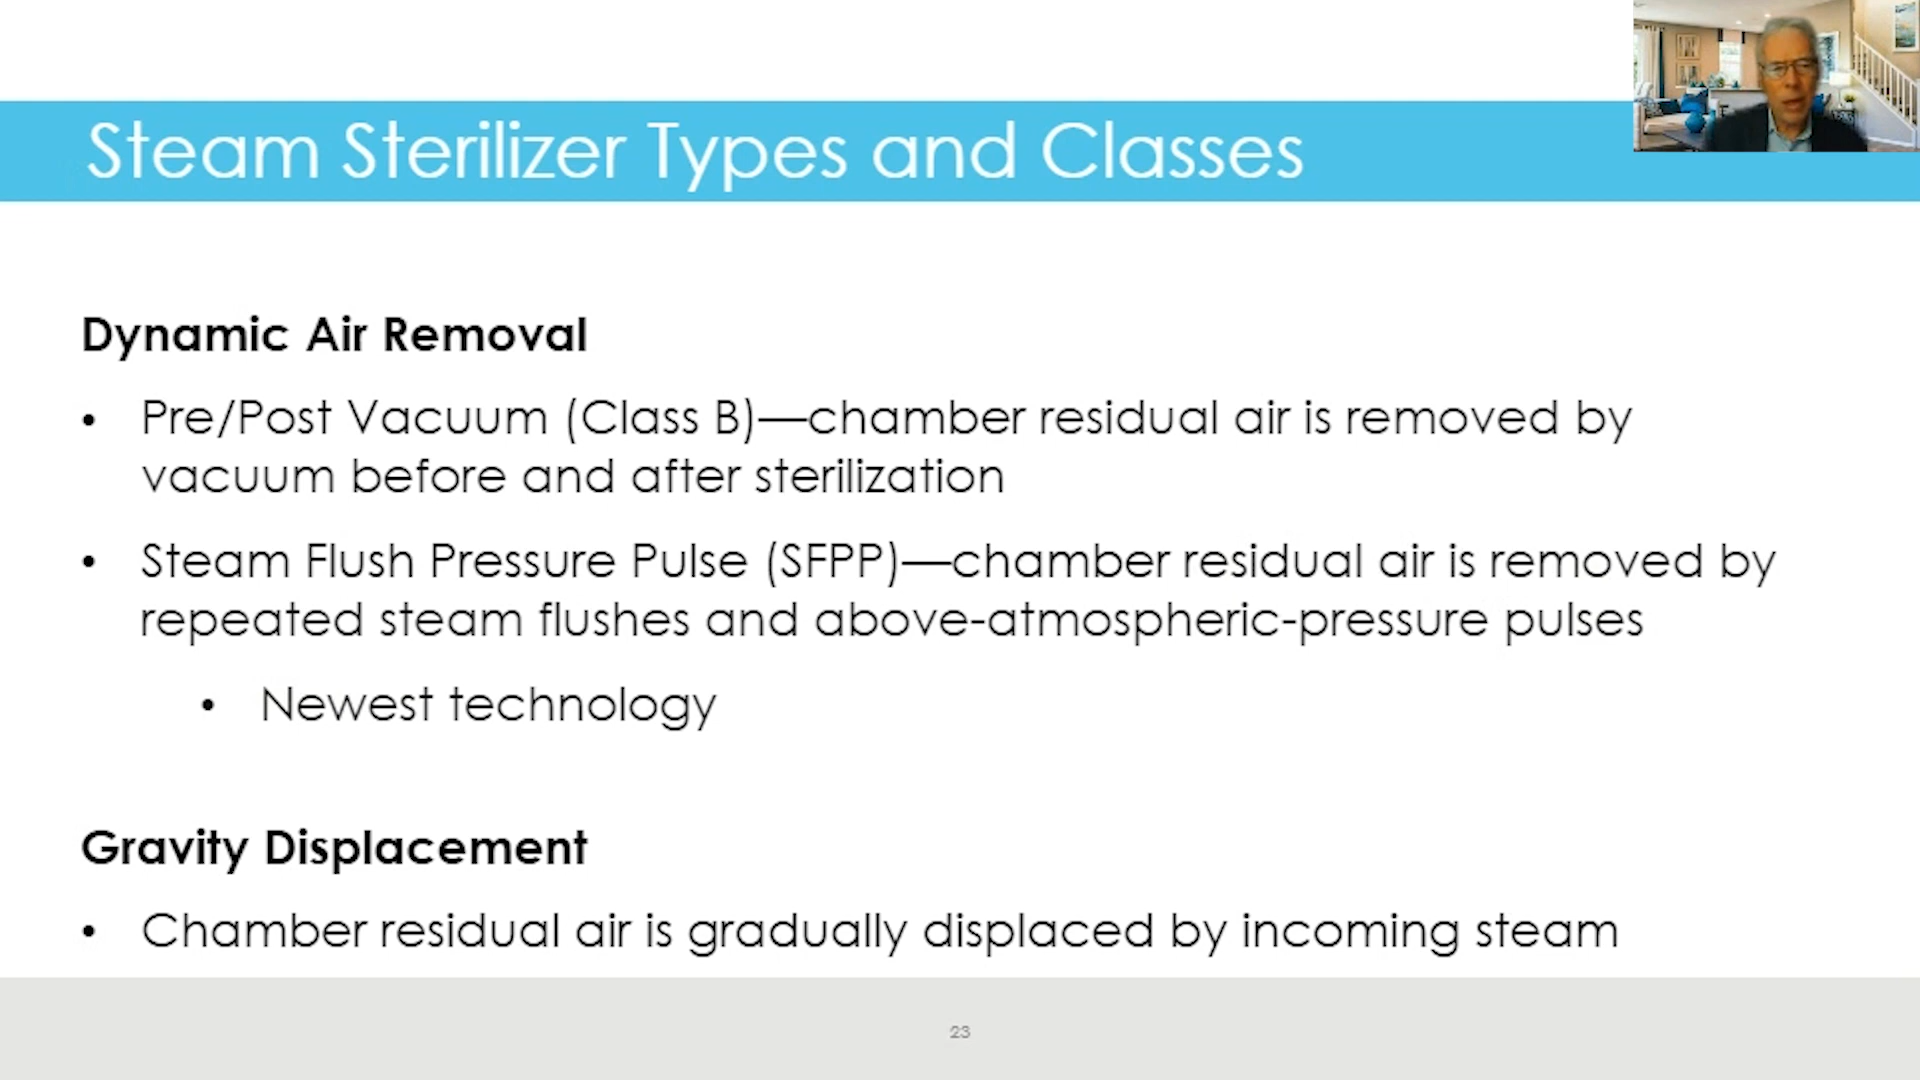 Steam Sterilizer Types and Classes
Dynamic Air Removal
• Pre/Post Vacuum (Class B)—chamber residual air is removed by
vacuum before and after sterilization
• Steam Flush Pressure Pulse (SFPP)—chamber residual air is removed by
repeated steam flushes and above-atmospheric-pressure pulses
• Newest technology
Gravity Displacement
• Chamber residual air is gradually displaced by incoming steam
23